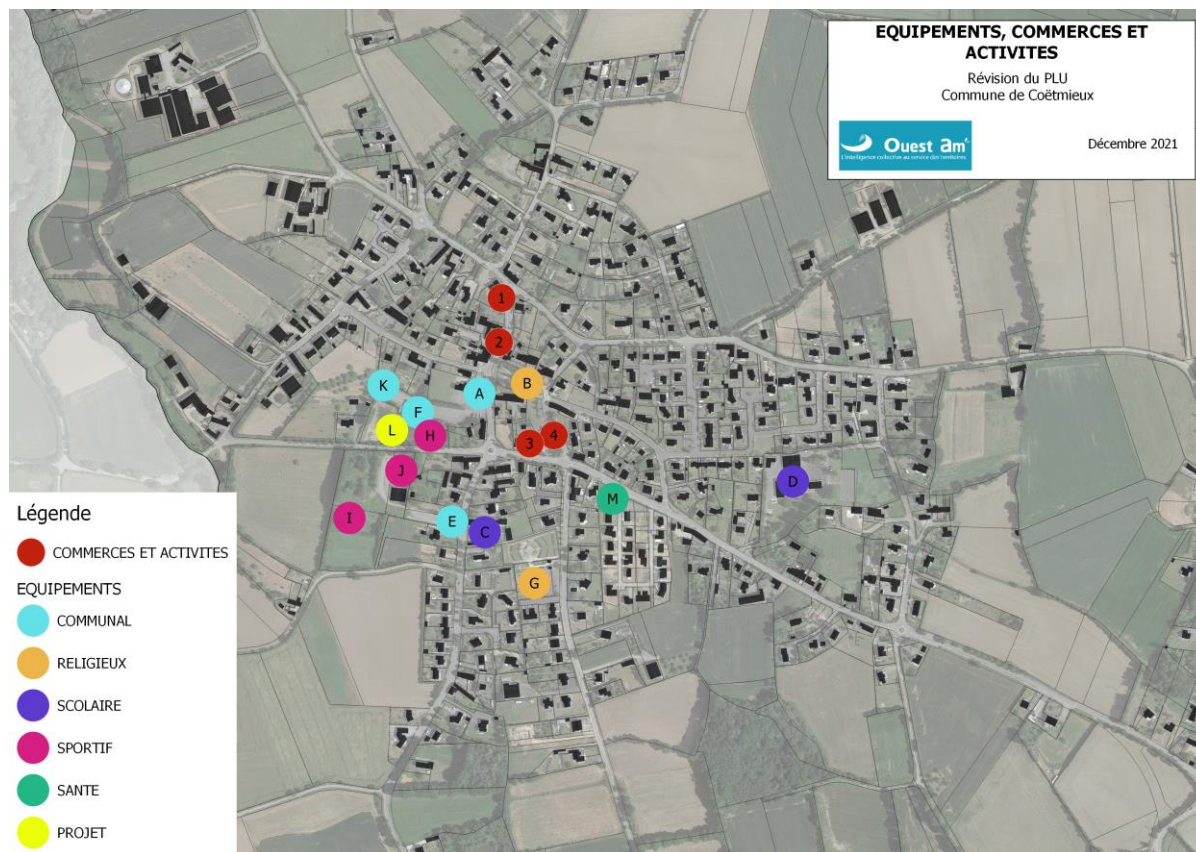 EQUIPEMENTS, COMMERCES ET
ACTIVITES
Révision du PLU
Commune de Coëtmieux
Ouest am'
L'intelligence collective au service des territoires
Décembre 2021
1
2
K
A
B
F
L
H
3
4
J
D
M
I
E
C
G
Légende
COMMERCES ET ACTIVITES
EQUIPEMENTS
COMMUNAL
RELIGIEUX
SCOLAIRE
SPORTIF
SANTE
PROJET